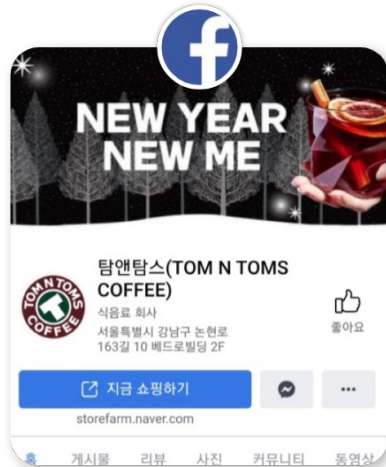 f
NEW YEAR
NEW ME
TOM N TOMS
T
COFFEE
탐앤탐스(TOM N TOMS
COFFEE)
식음료 회사
서울특별시 강남구 논현로
163길 10 베드로빌딩 2F
좋아요
지금 쇼핑하기
storefarm.naver.com
홈 게시물 리뷰 사진 커뮤니티 동영상